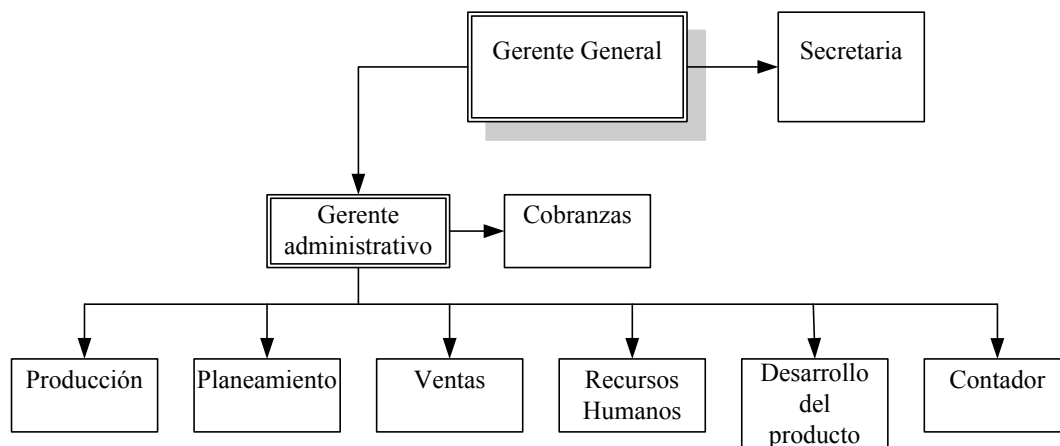 Gerente General
Secretaria
Gerente
administrativo
Cobranzas
Producción
Planeamiento
Ventas
Recursos
Humanos
Desarrollo
del
producto
Contador